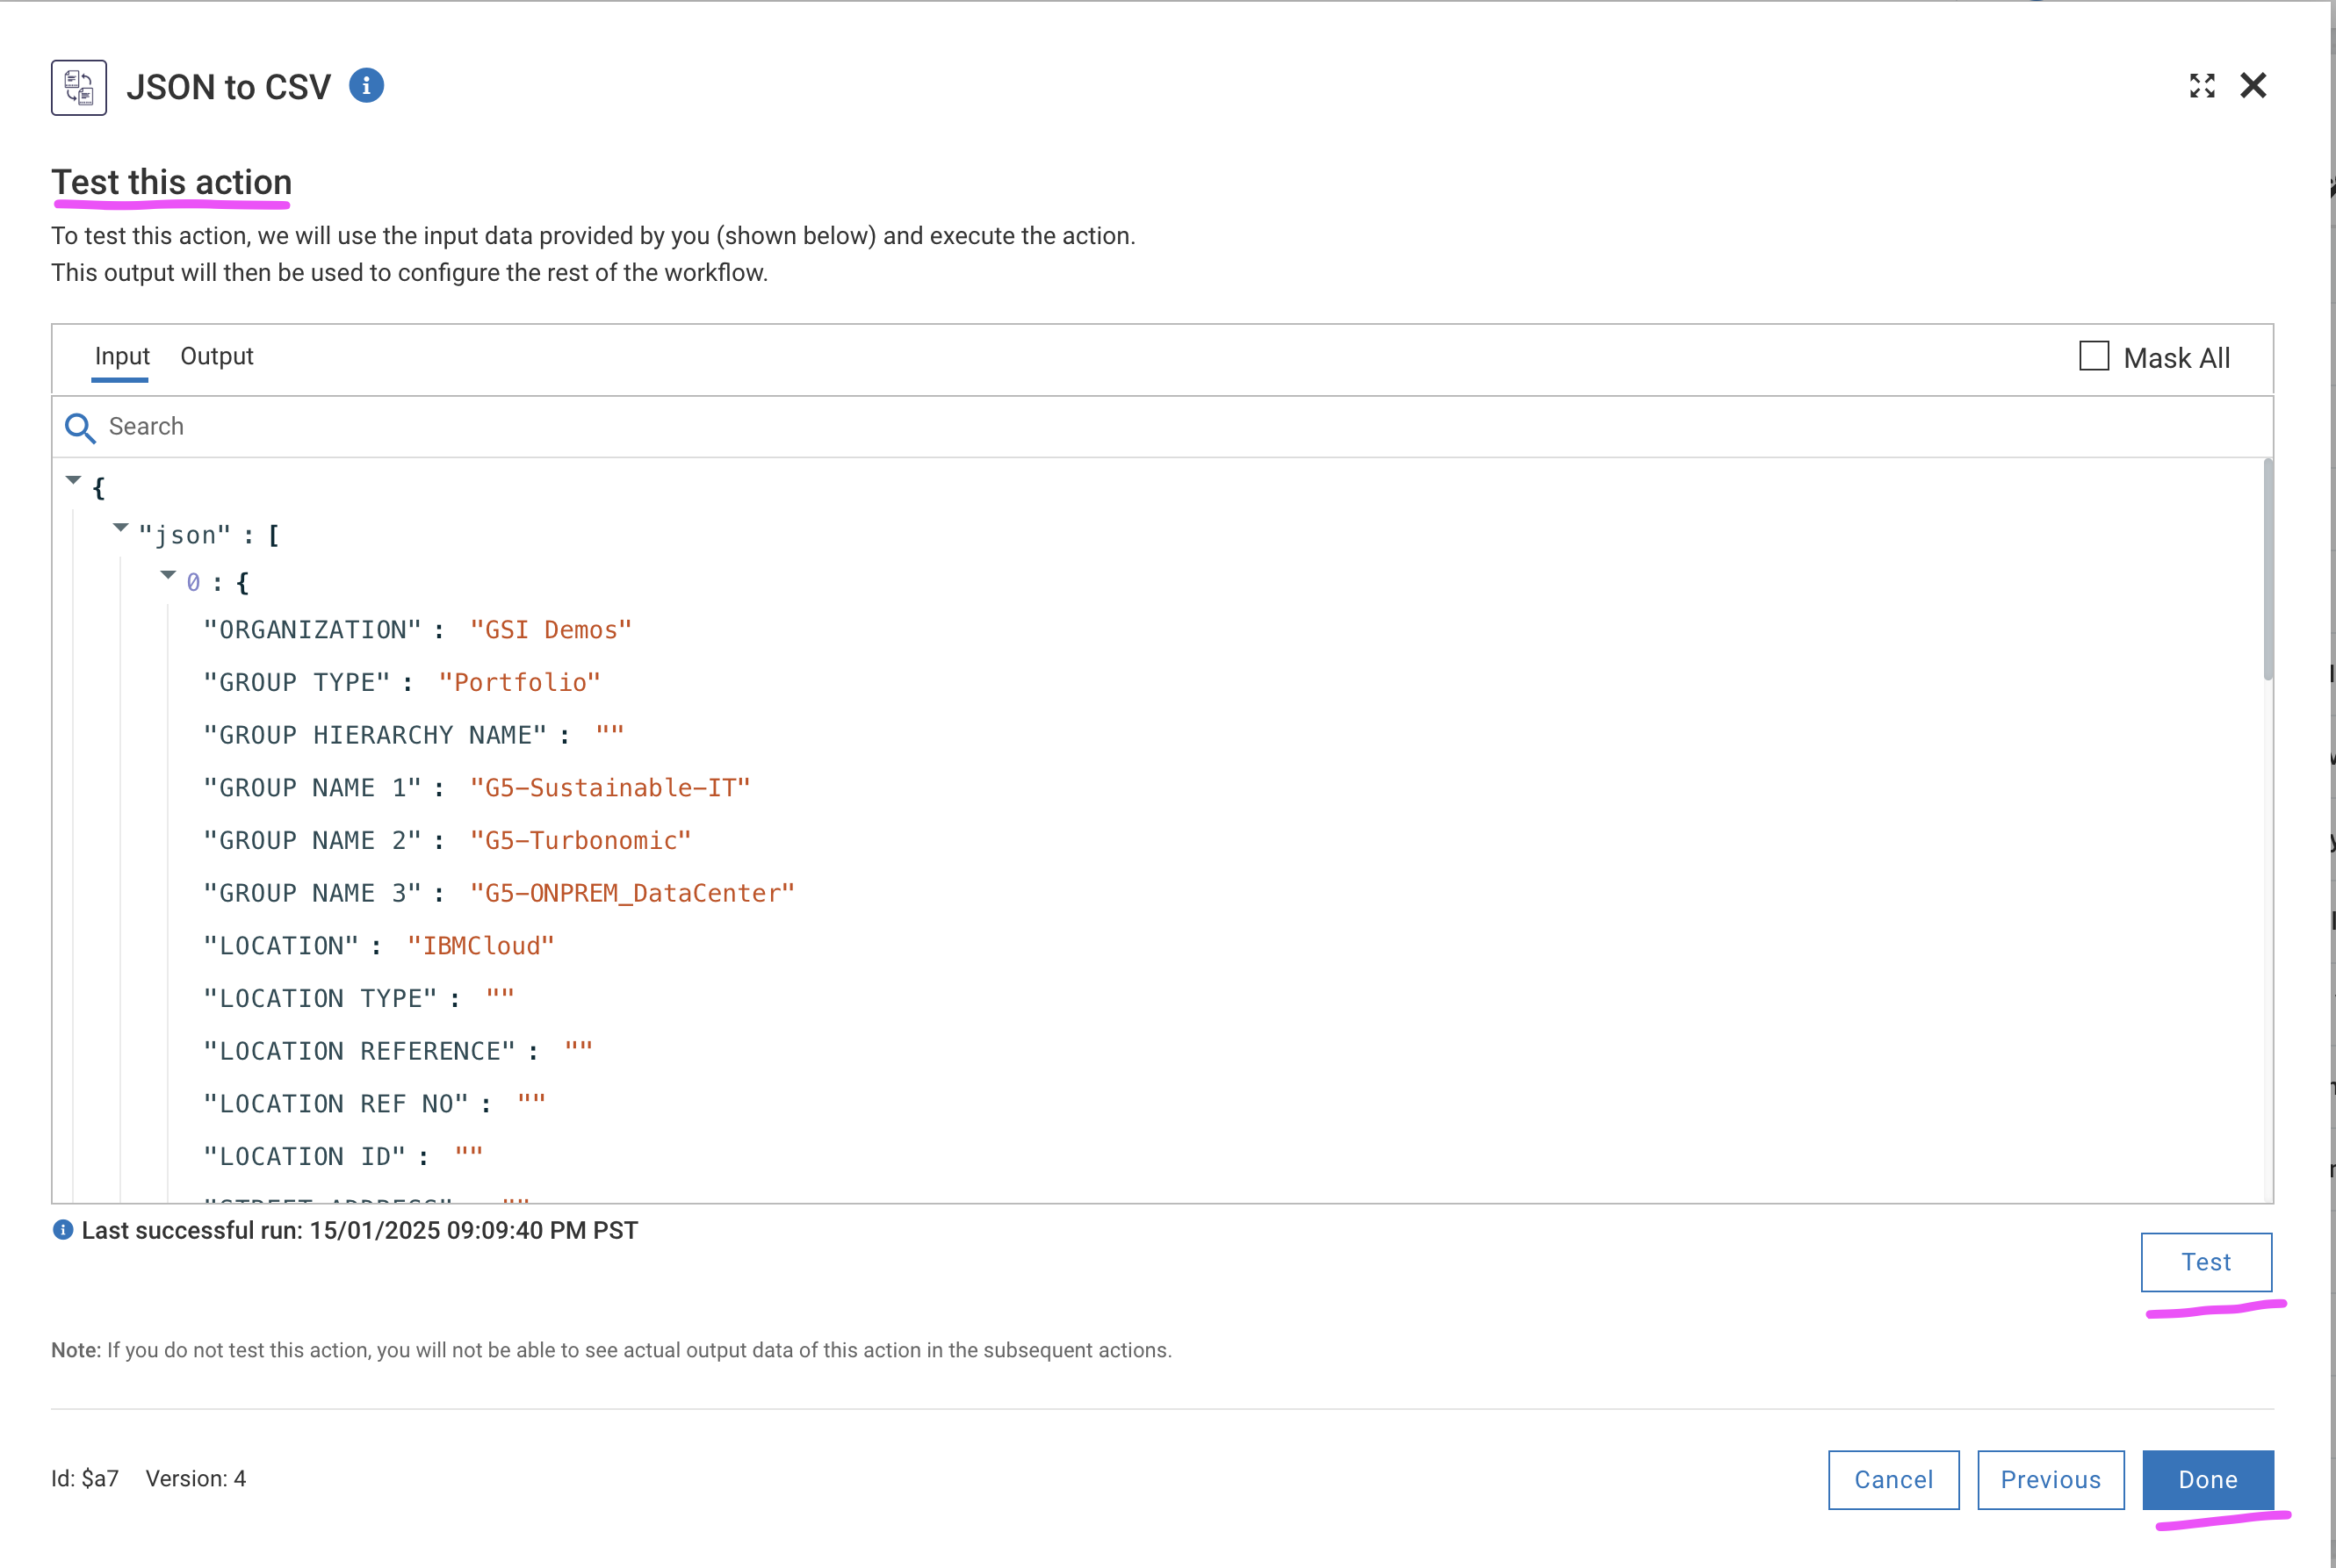 JSON to CSV
Test this action
To test this action, we will use the input data provided by you (shown below) and execute the action.
This output will then be used to configure the rest of the workflow.
Input Output Mask All
Search
{
"json" : [
0 : {
"ORGANIZATION" : "GSI Demos"
"GROUP TYPE" : "Portfolio"
"GROUP HIERARCHY NAME" : ""
"GROUP NAME 1" : "G5-Sustainable-IT"
"GROUP NAME 2" : "G5-Turbonomic"
"GROUP NAME 3" : "G5-ONPREM_DataCenter"
"LOCATION" : "IBMCloud"
"LOCATION TYPE" : ""
"LOCATION REFERENCE" : ""
"LOCATION REF NO" : ""
"LOCATION ID" : ""
"STREET ADDRESS" : ""
Last successful run: 15/01/2025 09:09:40 PM PST
Test
Note: If you do not test this action, you will not be able to see actual output data of this action in the subsequent actions.
Id: $a7 Version: 4
Cancel Previous Done